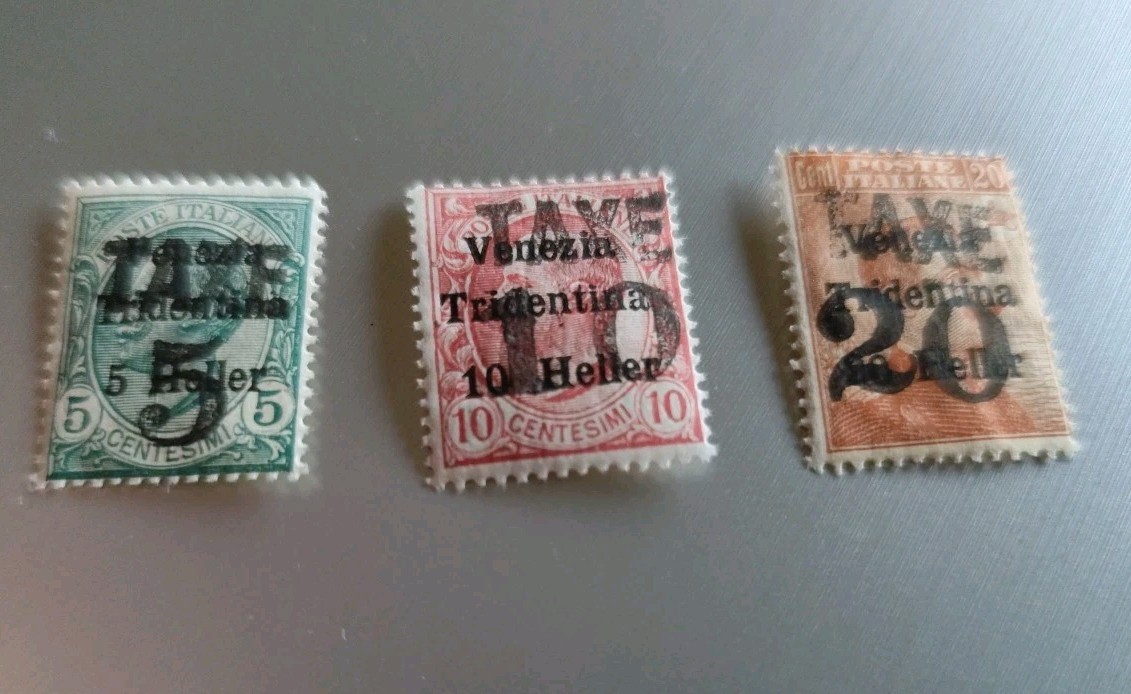 POSTE ITALIANE
Venezia
TAXE
Tridentina
5 Heller
5
5 5
CENTESIMI
TAXE
Venezia
Tridentina
10
10 Heller
10 10
CENTESIMI
Cent POSTE 20
ITALIANE
TAXE
Venezia
Tridentina
20
Heller